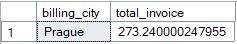 billing_city total_invoice
1 Prague 273.240000247955